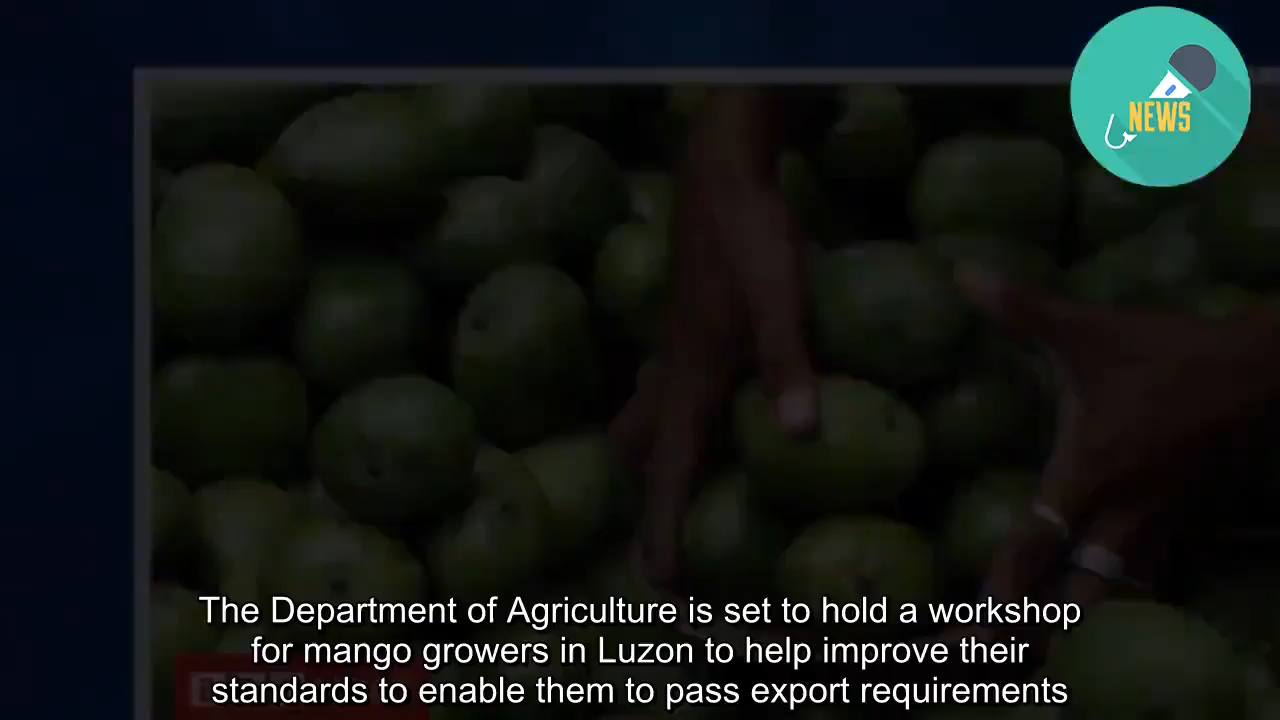 NEWS
The Department of Agriculture is set to hold a workshop
for mango growers in Luzon to help improve their
standards to enable them to pass export requirements